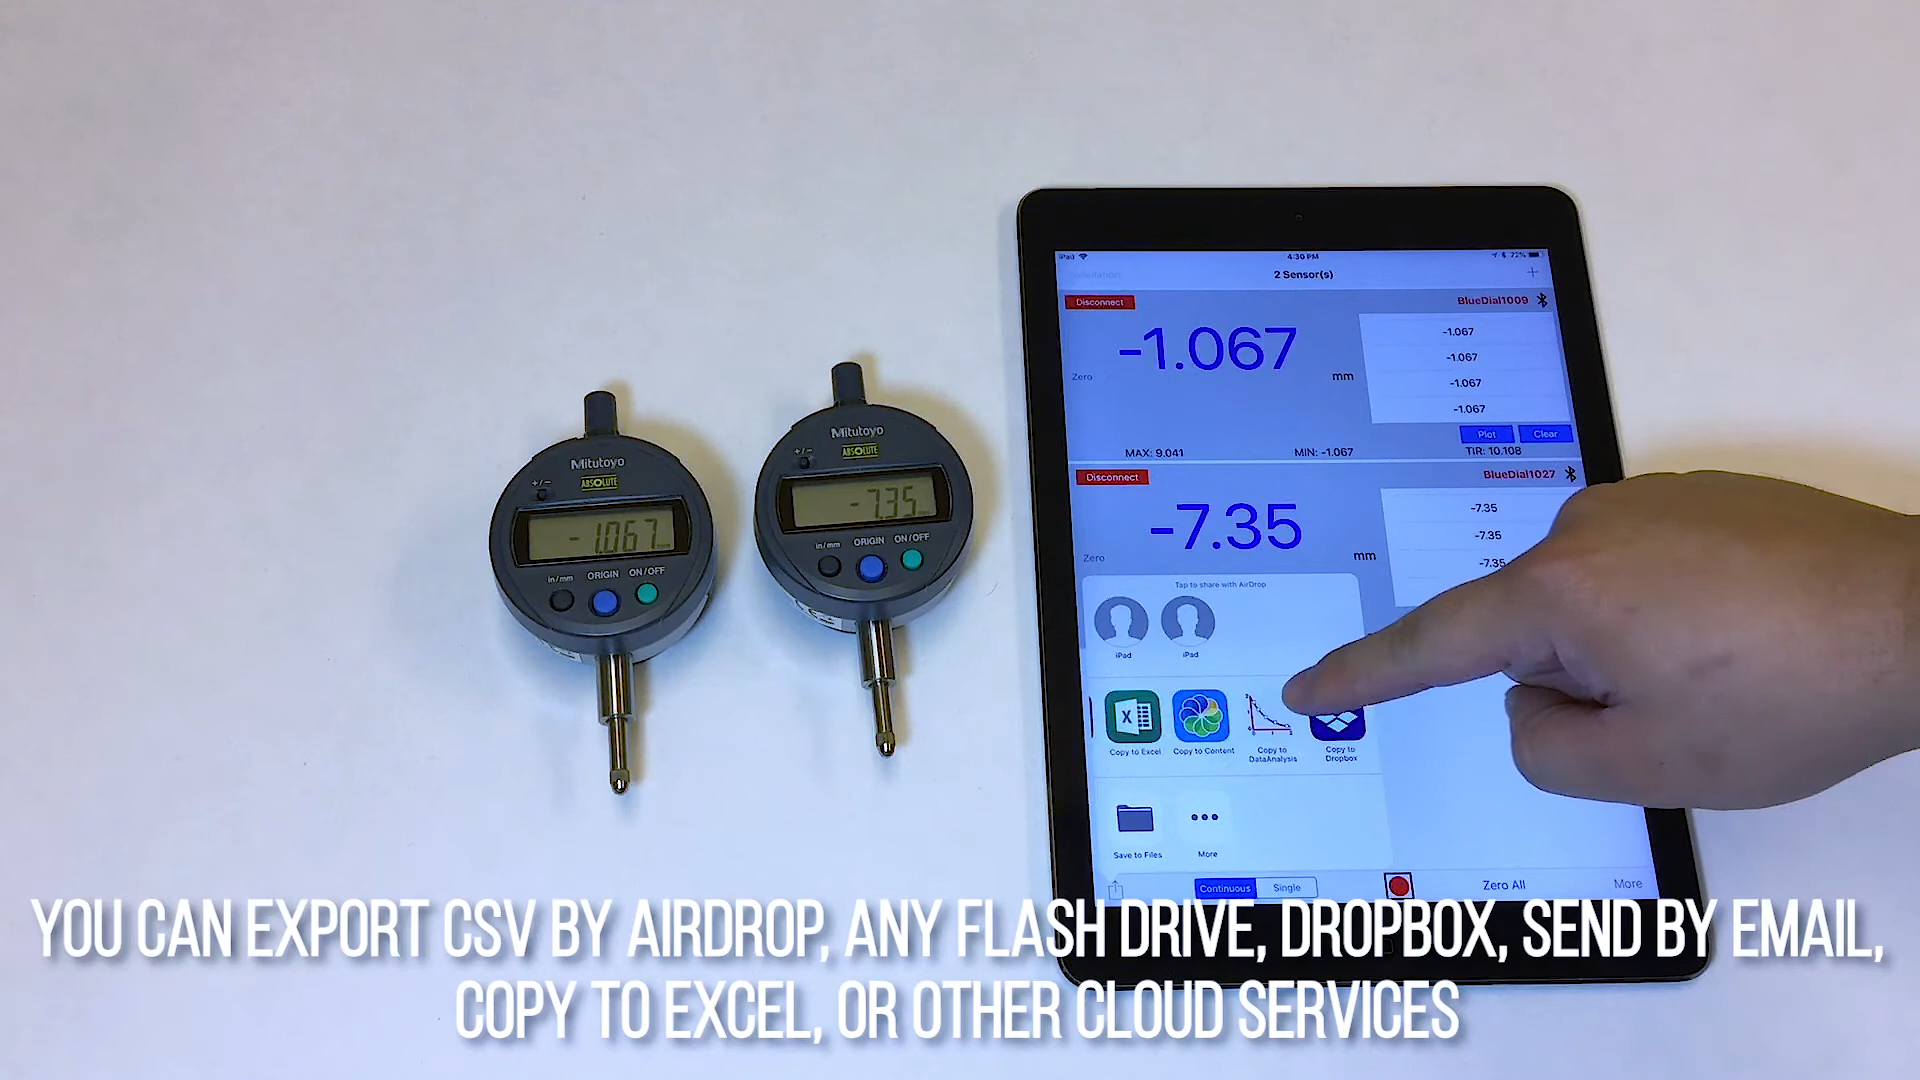 Mitutoyo
ABSOLUTE
+/-
-1.067
in/mm ORIGIN ON/OFF
Mitutoyo
ABSOLUTE
+/-
-7.35
in/mm ORIGIN ON/OFF
iPad 4:30 PM 72%
2 Sensor(s) +
Disconnect BlueDial1009
-1.067
mm
Zero
-1.067
-1.067
-1.067
-1.067
Plot Clear
MAX: 9.041 MIN: -1.067 TIR: 10.108
Disconnect BlueDial1027
-7.35
mm
Zero
-7.35
-7.35
-7.35
Tap to share with AirDrop
iPad iPad
Copy to Excel
Copy to Content
Copy to
DataAnalysis
Copy to
Dropbox
Save to Files More
Continuous Single Zero All More
YOU CAN EXPORT CSV BY AIRDROP, ANY FLASH DRIVE, DROPBOX, SEND BY EMAIL,
COPY TO EXCEL, OR OTHER CLOUD SERVICES